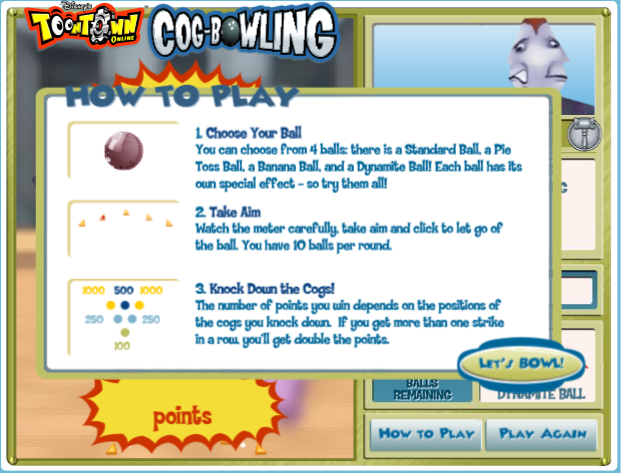 Disney's
TOONTOWN
ONLINE
COG-BOWLING
HOW TO PLAY
1. Choose Your Ball
You can choose from 4 balls: there is a Standard Ball, a Pie
Toss Ball, a Banana Ball, and a Dynamite Ball! Each ball has its
own special effect - so try them all!
2. Take Aim
Watch the meter carefully, take aim and click to let go of
the ball. You have 10 balls per round.
1000 500 1000
250 250
100
3. Knock Down the Cogs!
The number of points you win depends on the positions of
the cogs you knock down. If you get more than one strike
in a row, you'll get double the points.
LET'S BOWL!
points
BALLS
REMAINING
DYNAMITE BALL
HOW TO PLAY
PLAY AGAIN